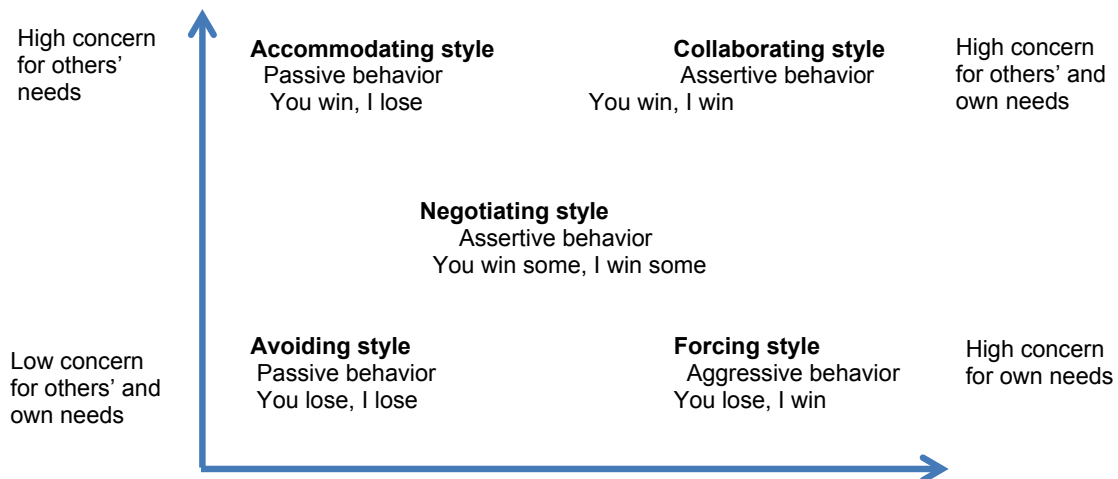 High concern
for others'
needs
Accommodating style
Passive behavior
You win, I lose
Collaborating style
Assertive behavior
You win, I win
High concern
for others' and
own needs
Negotiating style
Assertive behavior
You win some, I win some
Low concern
for others' and
own needs
Avoiding style
Passive behavior
You lose, I lose
Forcing style
Aggressive behavior
You lose, I win
High concern
for own needs